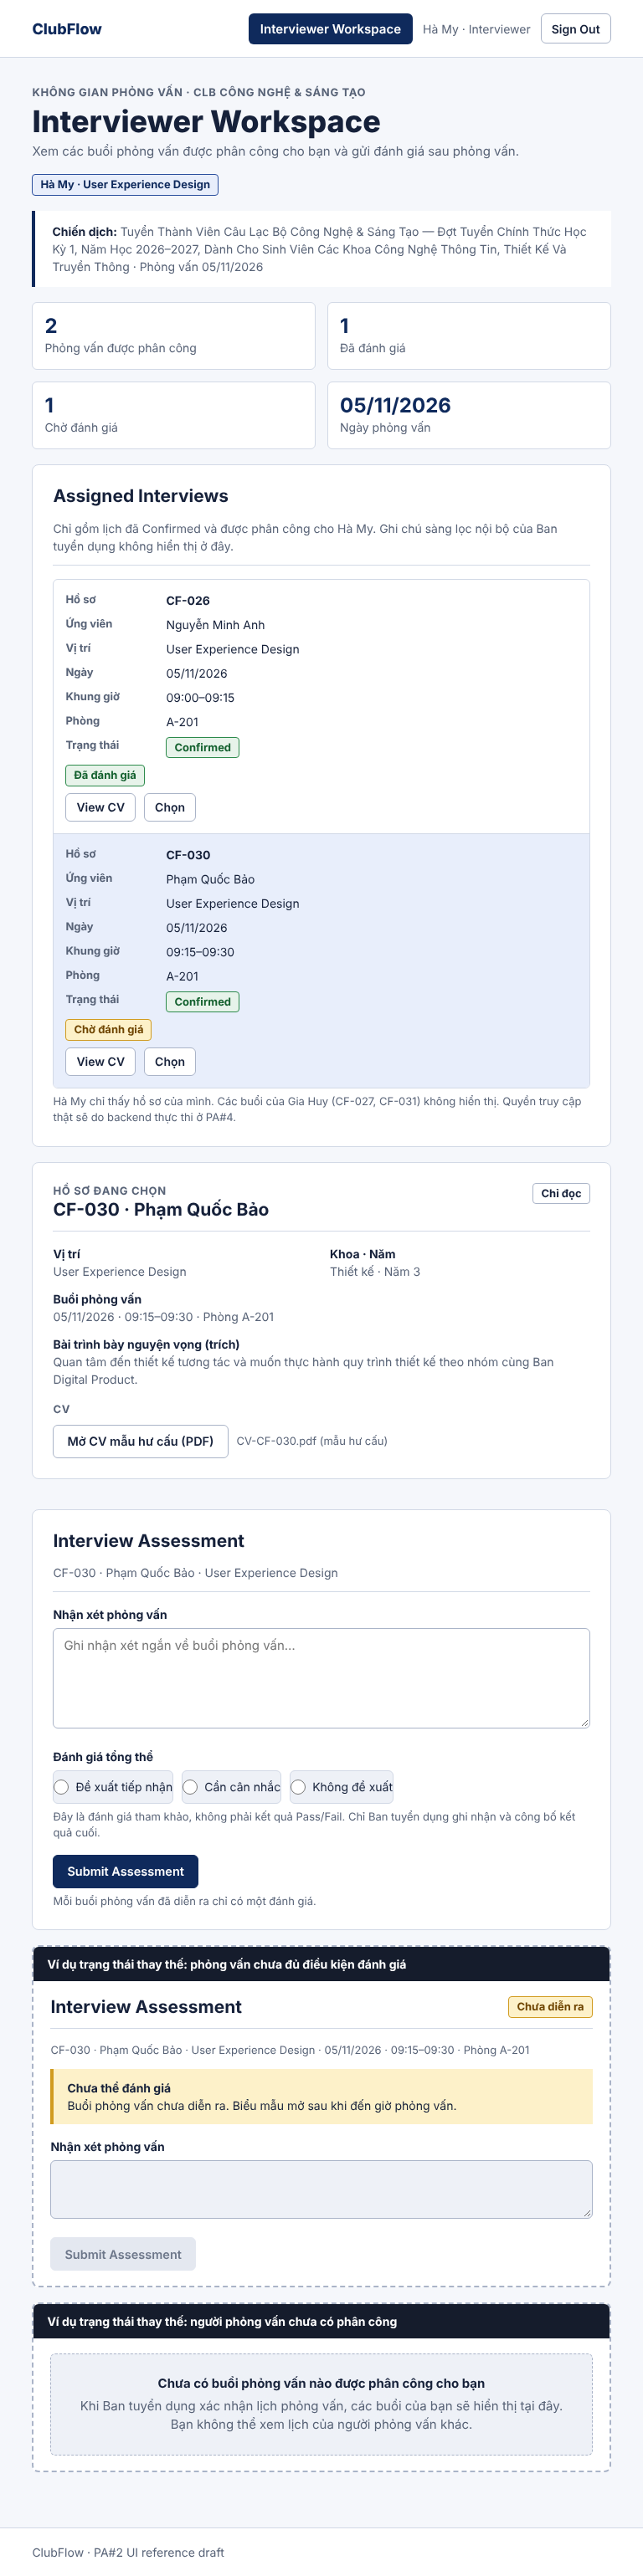 ClubFlow
Interviewer Workspace
Hà My · Interviewer
Sign Out
KHÔNG GIAN PHỎNG VẤN · CLB CÔNG NGHỆ & SÁNG TẠO
Interviewer Workspace
Xem các buổi phỏng vấn được phân công cho bạn và gửi đánh giá sau phỏng vấn.
Hà My · User Experience Design
Chiến dịch: Tuyển Thành Viên Câu Lạc Bộ Công Nghệ & Sáng Tạo — Đợt Tuyển Chính Thức Học
Kỳ 1, Năm Học 2026–2027, Dành Cho Sinh Viên Các Khoa Công Nghệ Thông Tin, Thiết Kế Và
Truyền Thông · Phỏng vấn 05/11/2026
2
Phỏng vấn được phân công
1
Đã đánh giá
1
Chờ đánh giá
05/11/2026
Ngày phỏng vấn
Assigned Interviews
Chỉ gồm lịch đã Confirmed và được phân công cho Hà My. Ghi chú sàng lọc nội bộ của Ban
tuyển dụng không hiển thị ở đây.
Hồ sơ CF-026
Ứng viên Nguyễn Minh Anh
Vị trí User Experience Design
Ngày 05/11/2026
Khung giờ 09:00–09:15
Phòng A-201
Trạng thái Confirmed
Đã đánh giá
View CV Chọn
Hồ sơ CF-030
Ứng viên Phạm Quốc Bảo
Vị trí User Experience Design
Ngày 05/11/2026
Khung giờ 09:15–09:30
Phòng A-201
Trạng thái Confirmed
Chờ đánh giá
View CV Chọn
Hà My chỉ thấy hồ sơ của mình. Các buổi của Gia Huy (CF-027, CF-031) không hiển thị. Quyền truy cập
thật sẽ do backend thực thi ở PA#4.
HỒ SƠ ĐANG CHỌN
CF-030 · Phạm Quốc Bảo
Chỉ đọc
Vị trí
User Experience Design
Khoa · Năm
Thiết kế · Năm 3
Buổi phỏng vấn
05/11/2026 · 09:15–09:30 · Phòng A-201
Bài trình bày nguyện vọng (trích)
Quan tâm đến thiết kế tương tác và muốn thực hành quy trình thiết kế theo nhóm cùng Ban
Digital Product.
CV
Mở CV mẫu hư cấu (PDF) CV-CF-030.pdf (mẫu hư cấu)
Interview Assessment
CF-030 · Phạm Quốc Bảo · User Experience Design
Nhận xét phỏng vấn
Ghi nhận xét ngắn về buổi phỏng vấn...
Đánh giá tổng thể
Đề xuất tiếp nhận Cần cân nhắc Không đề xuất
Đây là đánh giá tham khảo, không phải kết quả Pass/Fail. Chỉ Ban tuyển dụng ghi nhận và công bố kết
quả cuối.
Submit Assessment
Mỗi buổi phỏng vấn đã diễn ra chỉ có một đánh giá.
Ví dụ trạng thái thay thế: phỏng vấn chưa đủ điều kiện đánh giá
Interview Assessment
Chưa diễn ra
CF-030 · Phạm Quốc Bảo · User Experience Design · 05/11/2026 · 09:15–09:30 · Phòng A-201
Chưa thể đánh giá
Buổi phỏng vấn chưa diễn ra. Biểu mẫu mở sau khi đến giờ phỏng vấn.
Nhận xét phỏng vấn
Submit Assessment
Ví dụ trạng thái thay thế: người phỏng vấn chưa có phân công
Chưa có buổi phỏng vấn nào được phân công cho bạn
Khi Ban tuyển dụng xác nhận lịch phỏng vấn, các buổi của bạn sẽ hiển thị tại đây.
Bạn không thể xem lịch của người phỏng vấn khác.
ClubFlow · PA#2 UI reference draft